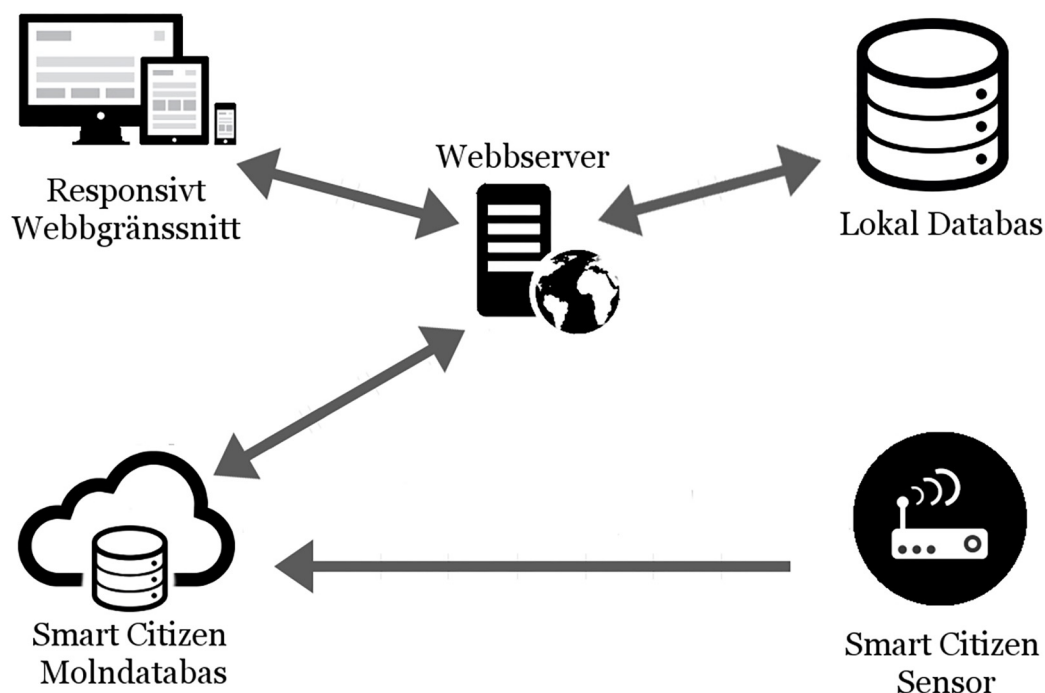 Webbserver
Responsivt
Webbgränssnitt
Lokal Databas
Smart Citizen
Molndatabas
Smart Citizen
Sensor